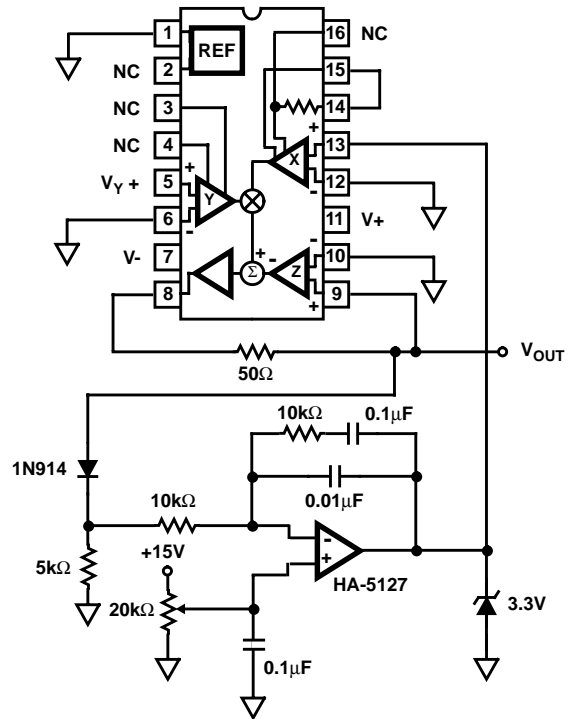 1
REF
16
NC
NC
2
15
NC
3
14
+
NC
4
X
13
+
-
VY +
5
Y
12
6
-
11
V+
V-
7
+
-
-
10
Σ
Z
8
+
9
50Ω
VOUT
10kΩ
0.1μF
1N914
10kΩ
0.01μF
+15V
-
+
5kΩ
HA-5127
20kΩ
3.3V
0.1μF